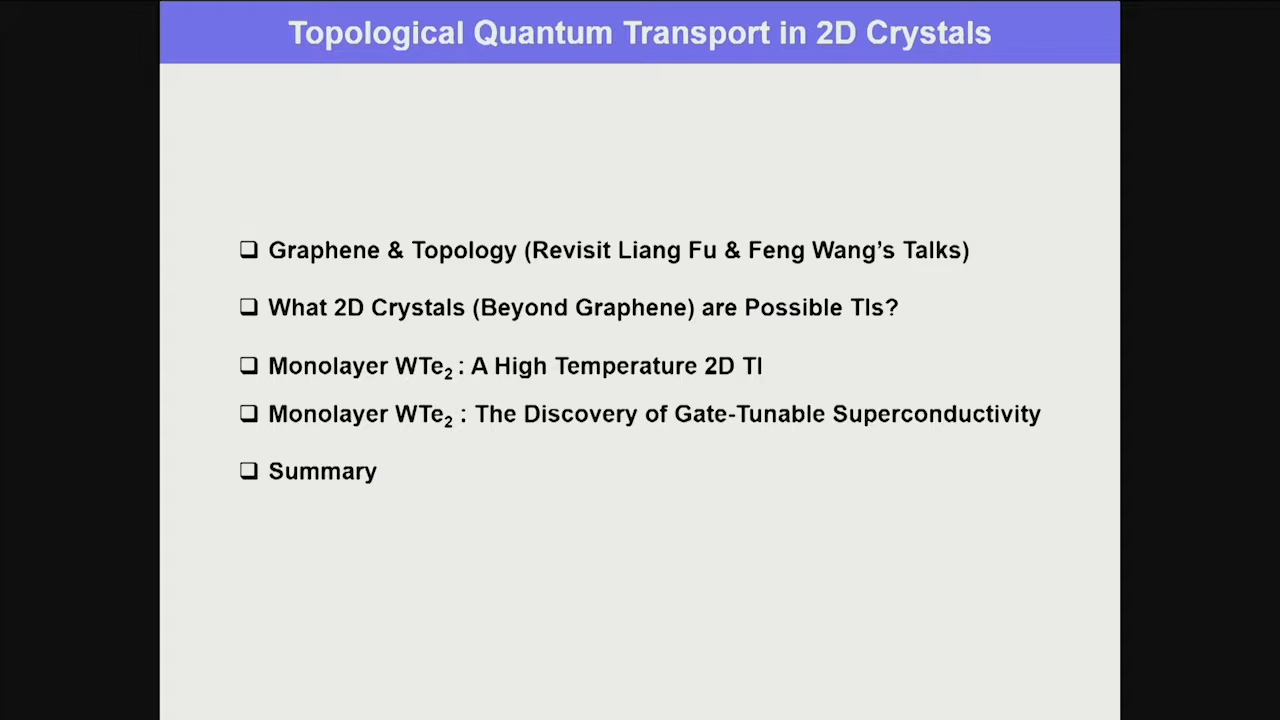 Topological Quantum Transport in 2D Crystals
❑ Graphene & Topology (Revisit Liang Fu & Feng Wang’s Talks)
❑ What 2D Crystals (Beyond Graphene) are Possible TIs?
❑ Monolayer WTe₂ : A High Temperature 2D TI
❑ Monolayer WTe₂ : The Discovery of Gate-Tunable Superconductivity
❑ Summary